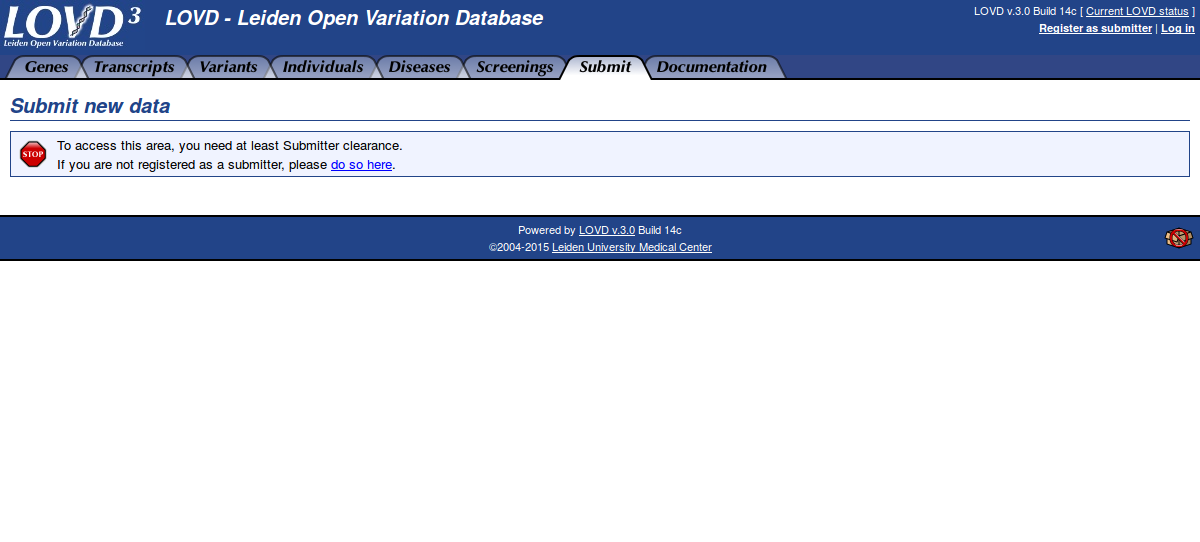 LOVD 3
Leiden Open Variation Database
LOVD - Leiden Open Variation Database
LOVD v.3.0 Build 14c [ Current LOVD status ]
Register as submitter | Log in
Genes Transcripts Variants Individuals Diseases Screenings Submit Documentation
Submit new data
STOP
To access this area, you need at least Submitter clearance.
If you are not registered as a submitter, please do so here.
Powered by LOVD v.3.0 Build 14c
©2004-2015 Leiden University Medical Center